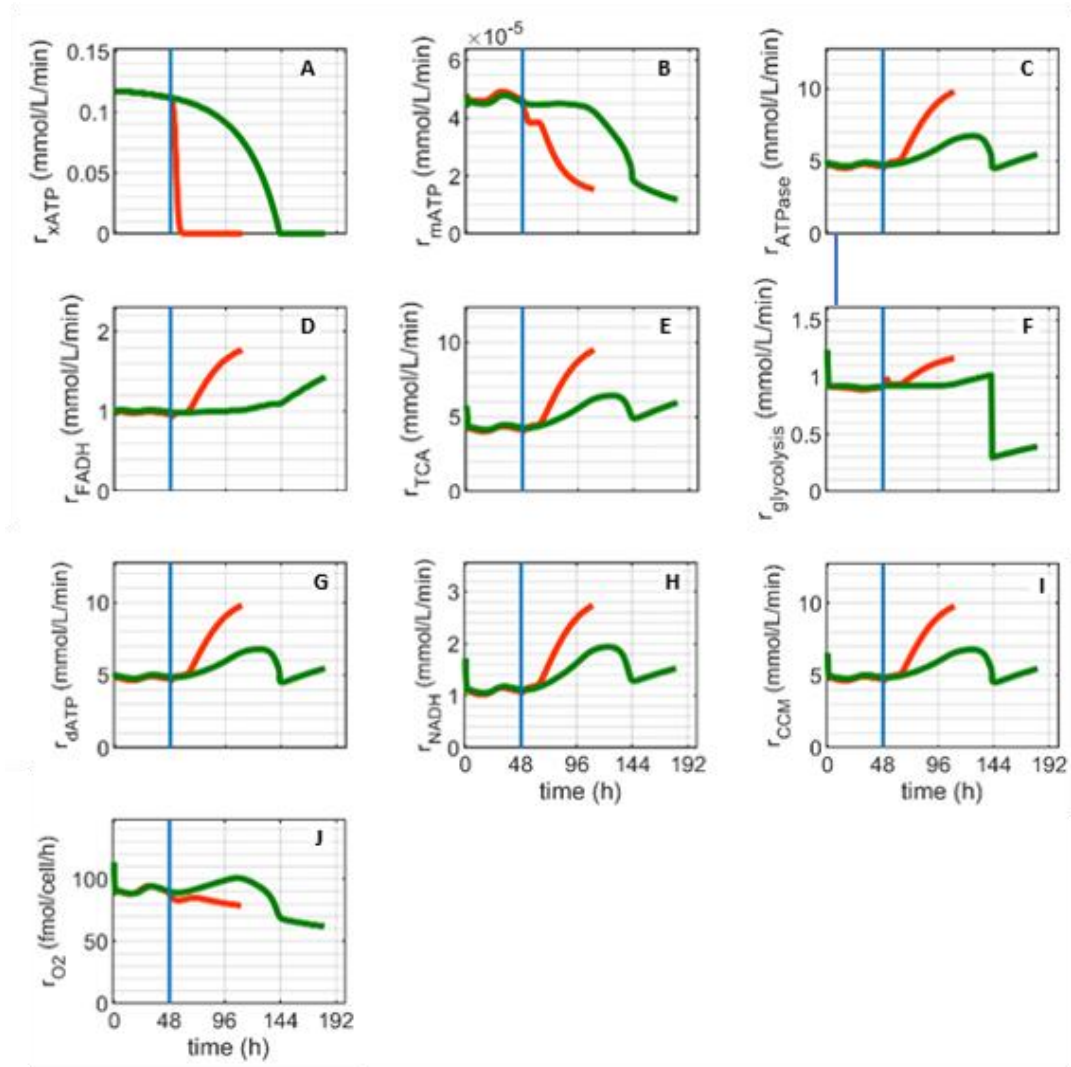 ×10⁻⁵
0.15
0.1
0.05
0
r_xATP (mmol/L/min)
A
6
4
2
0
r_mATP (mmol/L/min)
B
10
5
0
r_ATPase (mmol/L/min)
C
2
1
0
r_FADH (mmol/L/min)
D
10
5
0
r_TCA (mmol/L/min)
E
1.5
1
0.5
0
r_glycolysis (mmol/L/min)
F
10
5
0
r_dATP (mmol/L/min)
G
3
2
1
0
r_NADH (mmol/L/min)
H
0 48 96 144 192
time (h)
10
5
0
r_CCM (mmol/L/min)
I
0 48 96 144 192
time (h)
100
50
0
r_O2 (fmol/cell/h)
J
0 48 96 144 192
time (h)